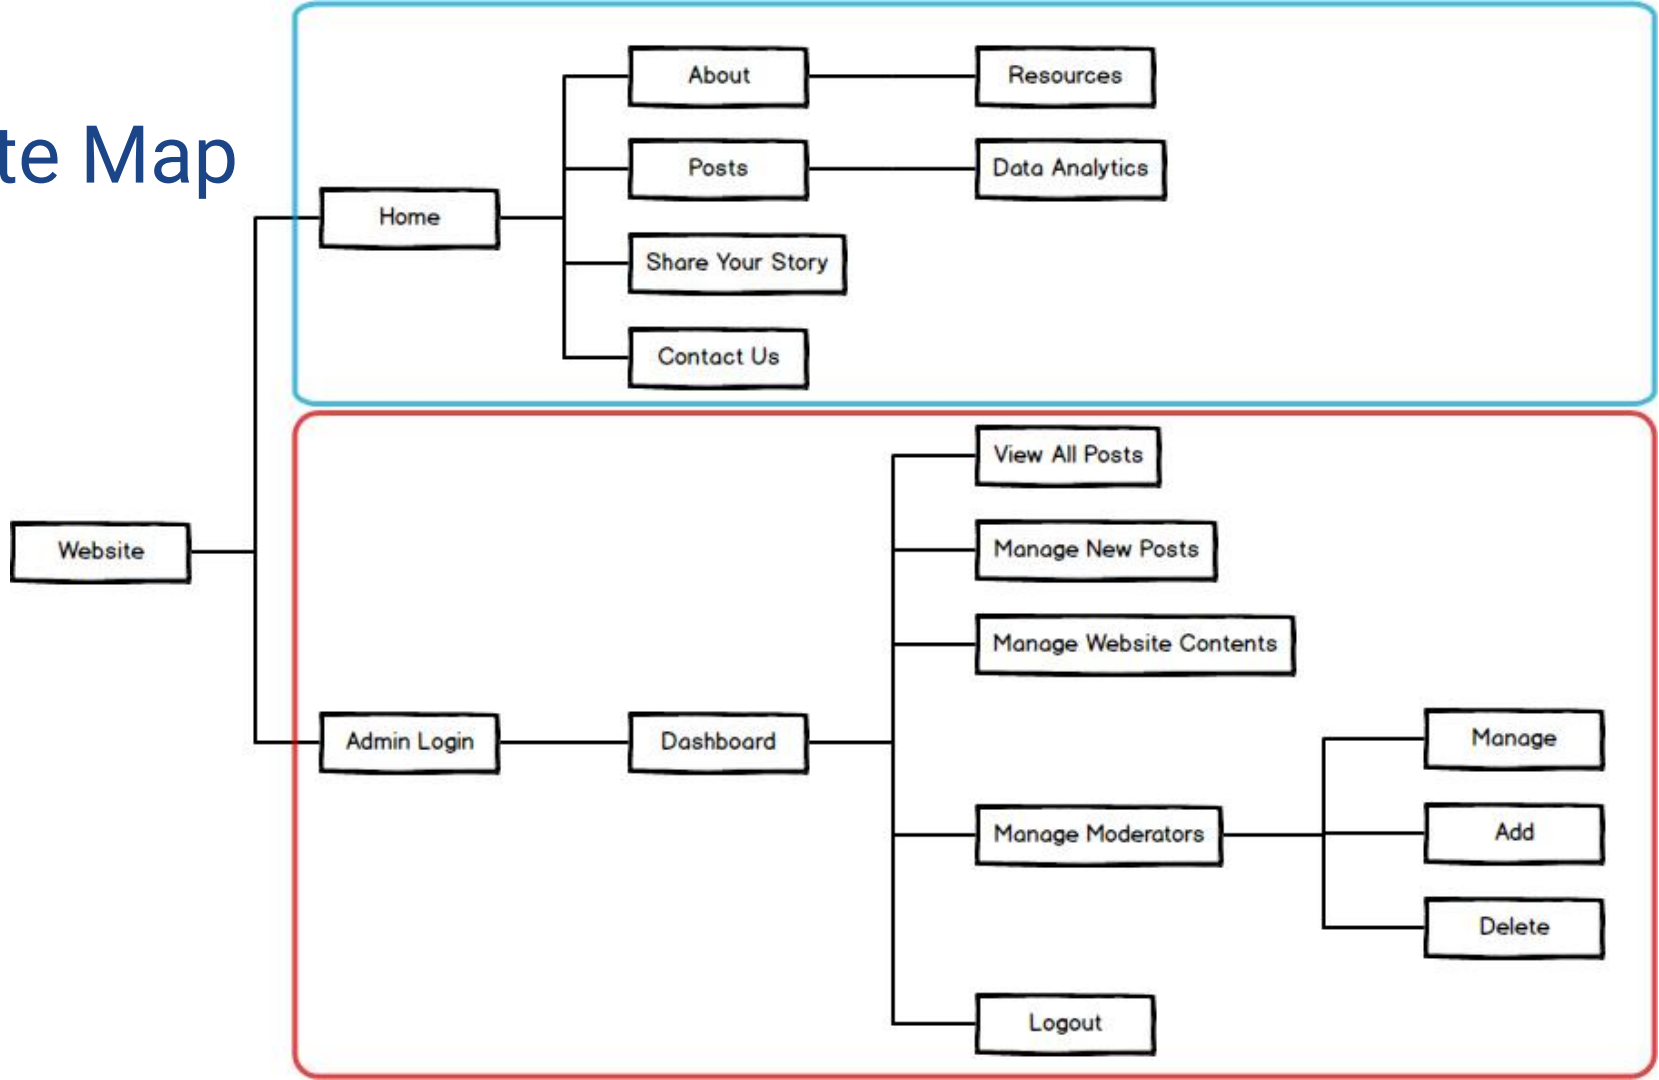 te Map
About
Resources
Posts
Data Analytics
Home
Share Your Story
Contact Us
View All Posts
Manage New Posts
Website
Manage Website Contents
Admin Login
Dashboard
Manage
Manage Moderators
Add
Delete
Logout